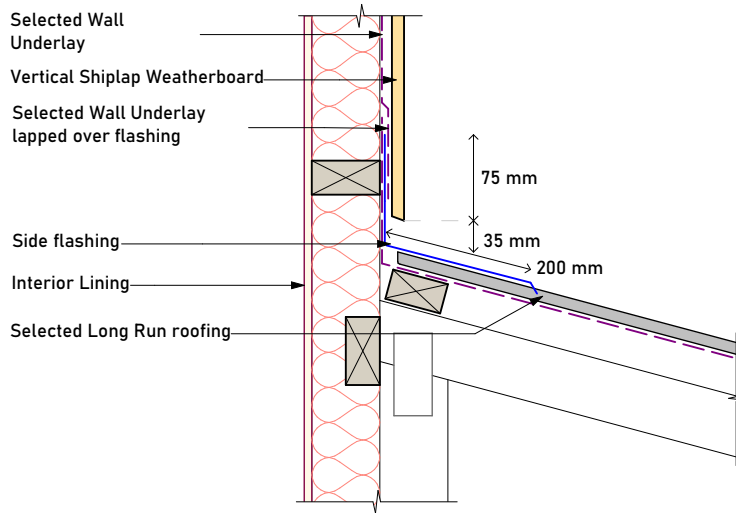 Selected Wall
Underlay
Vertical Shiplap Weatherboard
Selected Wall Underlay
lapped over flashing
75 mm
Side flashing
35 mm
200 mm
Interior Lining
Selected Long Run roofing